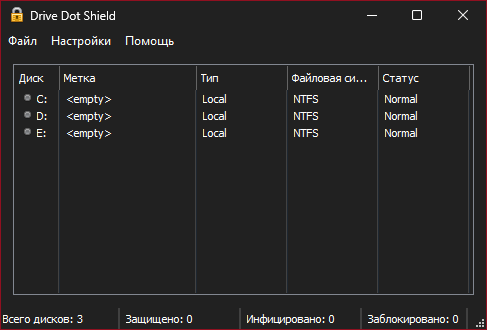 Drive Dot Shield
Файл Настройки Помощь
Диск Метка Тип Файловая си... Статус
C: <empty> Local NTFS Normal
D: <empty> Local NTFS Normal
E: <empty> Local NTFS Normal
Всего дисков: 3 Защищено: 0 Инфицировано: 0 Заблокировано: 0